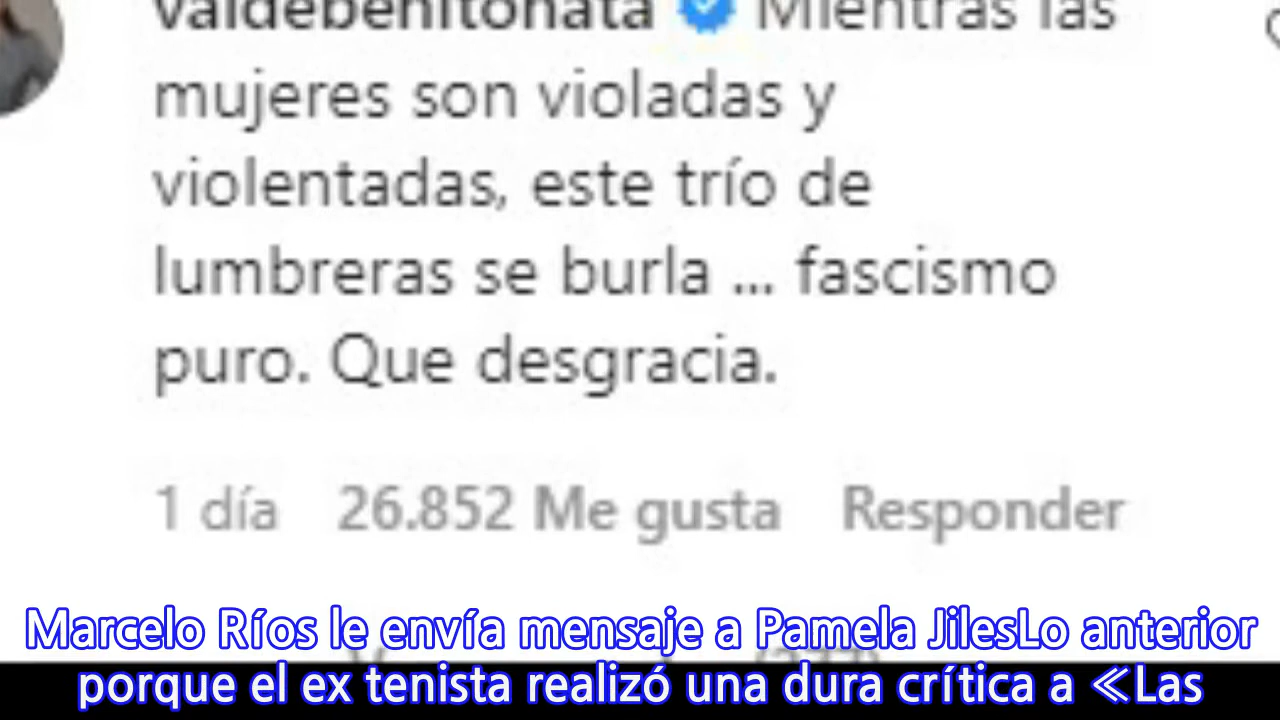 valdebenitonata Mientras las
mujeres son violadas y
violentadas, este trío de
lumbreras se burla ... fascismo
puro. Que desgracia.
1 día 26.852 Me gusta Responder
Marcelo Ríos le envía mensaje a Pamela JilesLo anterior
porque el ex tenista realizó una dura crítica a ≪Las